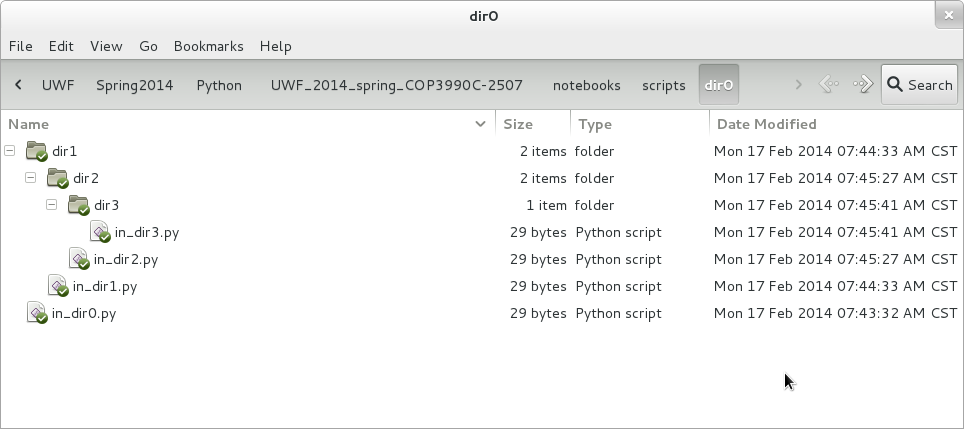 dir0
File Edit View Go Bookmarks Help
UWF Spring2014 Python UWF_2014_spring_COP3990C-2507 notebooks scripts dir0 Search
Name Size Type Date Modified
dir1 2 items folder Mon 17 Feb 2014 07:44:33 AM CST
dir2 2 items folder Mon 17 Feb 2014 07:45:27 AM CST
dir3 1 item folder Mon 17 Feb 2014 07:45:41 AM CST
in_dir3.py 29 bytes Python script Mon 17 Feb 2014 07:45:41 AM CST
in_dir2.py 29 bytes Python script Mon 17 Feb 2014 07:45:27 AM CST
in_dir1.py 29 bytes Python script Mon 17 Feb 2014 07:44:33 AM CST
in_dir0.py 29 bytes Python script Mon 17 Feb 2014 07:43:32 AM CST